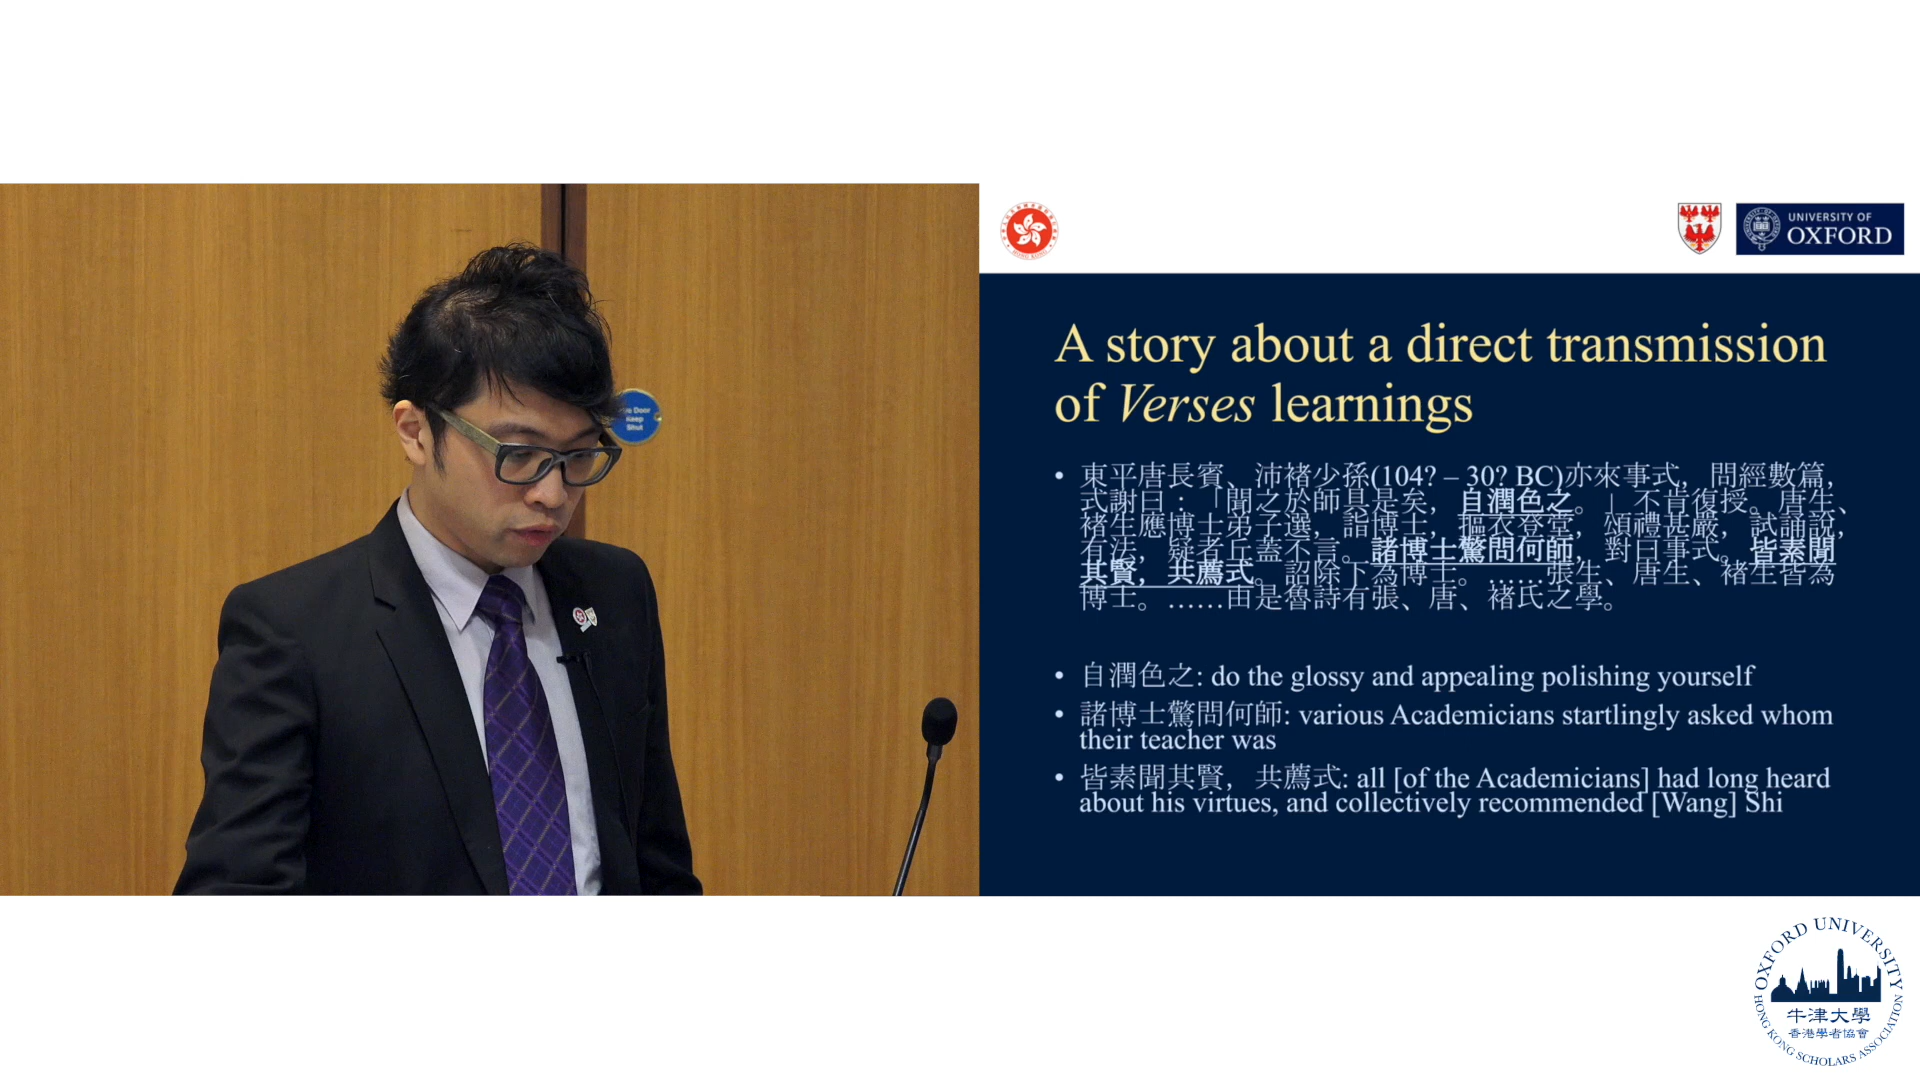 Door
Keep
Shut
UNIVERSITY OF
OXFORD
A story about a direct transmission
of Verses learnings
• 東平唐長賓、沛褚少孫(104? – 30? BC)亦來事式，問經數篇，
式謝曰：「聞之於師具是矣，自潤色之。」不肯復授。唐生、
褚生應博士弟子選，詣博士，摳衣登堂，頌禮甚嚴，試誦說，
有法，疑者丘蓋不言。諸博士驚問何師，對曰事式。皆素聞
其賢，共薦式。詔除下為博士。……張生、唐生、褚生皆為
博士。……由是魯詩有張、唐、褚氏之學。
• 自潤色之: do the glossy and appealing polishing yourself
• 諸博士驚問何師: various Academicians startlingly asked whom
their teacher was
• 皆素聞其賢，共薦式: all [of the Academicians] had long heard
about his virtues, and collectively recommended [Wang] Shi
OXFORD UNIVERSITY
牛津大學
香港學者協會
HONG KONG SCHOLARS ASSOCIATION